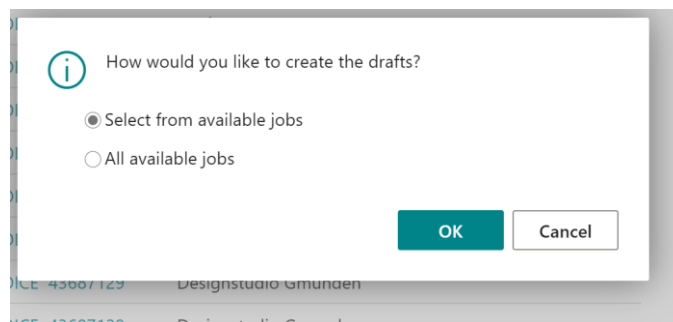 How would you like to create the drafts?
Select from available jobs
All available jobs
OK Cancel
43687129 Designstudio Gmunden